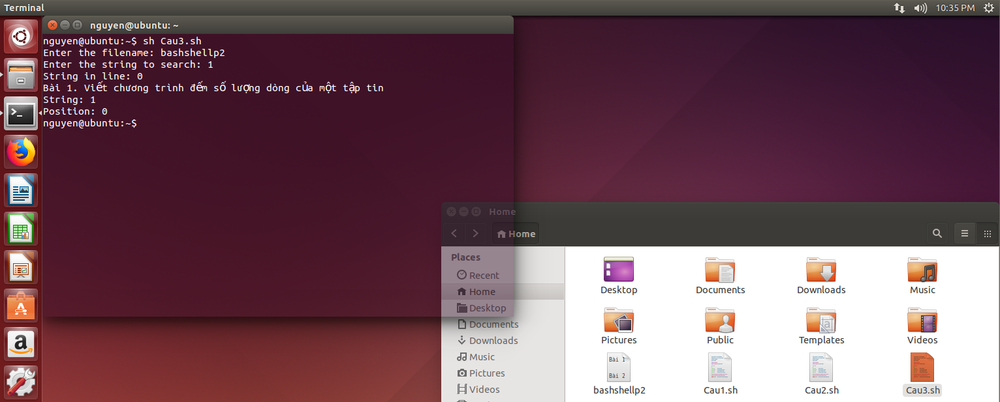 Terminal
10:35 PM
nguyen@ubuntu: ~
nguyen@ubuntu:~$ sh Cau3.sh
Enter the filename: bashshellp2
Enter the string to search: 1
String in line: 0
Bài 1. Viết chương trình đếm số lượng dòng của một tập tin
String: 1
Position: 0
nguyen@ubuntu:~$
Home
Home
Places
Recent
Home
Desktop
Documents
Downloads
Music
Pictures
Videos
Desktop
Documents
Downloads
Music
Pictures
Public
Templates
Videos
Bài 1
Bài 2
bashshellp2
Cau1.sh
Cau2.sh
Cau3.sh